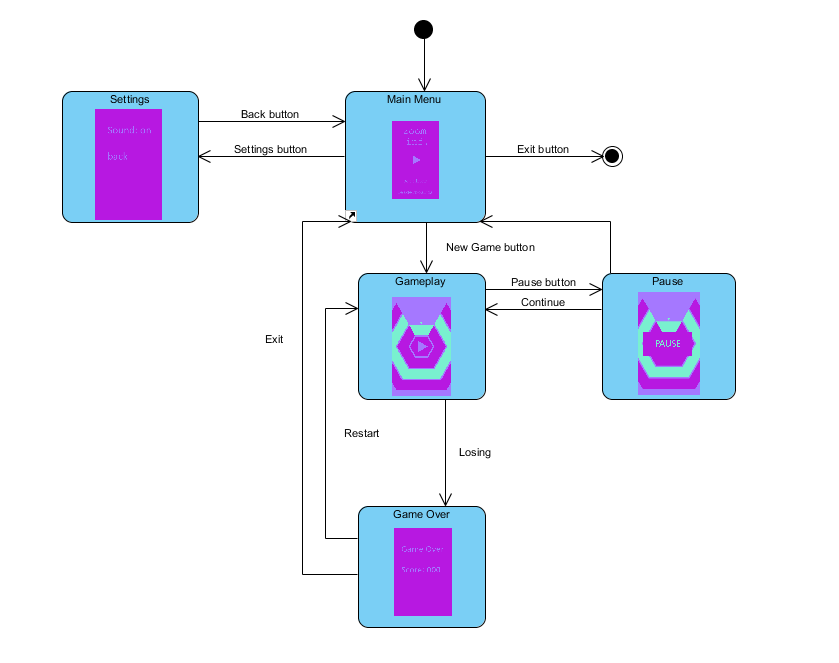 Settings
Sound: on
back
Back button
Settings button
Main Menu
zoom
Exit button
New Game button
Gameplay
Pause button
Continue
Pause
PAUSE
Exit
Restart
Losing
Game Over
Game Over
Score: 000